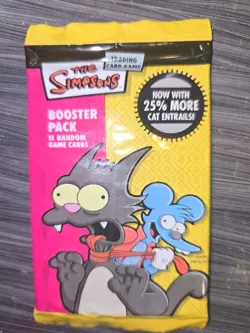 THE
SIMPSONS
TRADING
CARD GAME
BOOSTER
PACK
11 RANDOM
GAME CARDS
NOW WITH
25% MORE
CAT ENTRAILS!